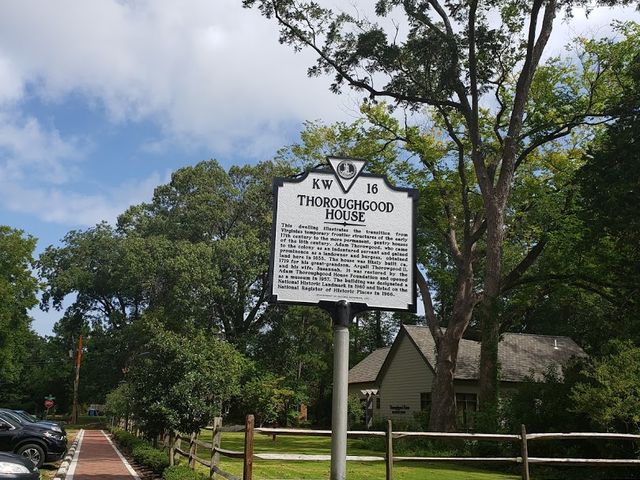 KW 16
THOROUGHGOOD
HOUSE
This dwelling illustrates the transition from
Virginia's temporary frontier structures of the early
17th century to the more permanent, gentry houses
of the 18th century. Adam Thorowgood, who came
to the colony as an indentured servant and gained
prominence as a landowner and burgess, obtained
land here in 1635. The house was likely built ca.
1719 for his great-grandson, Argall Thorowgood II,
and his wife, Susannah. It was restored by the
Adam Thoroughgood House Foundation and opened
as a museum in 1957. The building was designated a
National Historic Landmark in 1960 and listed on the
National Register of Historic Places in 1966.